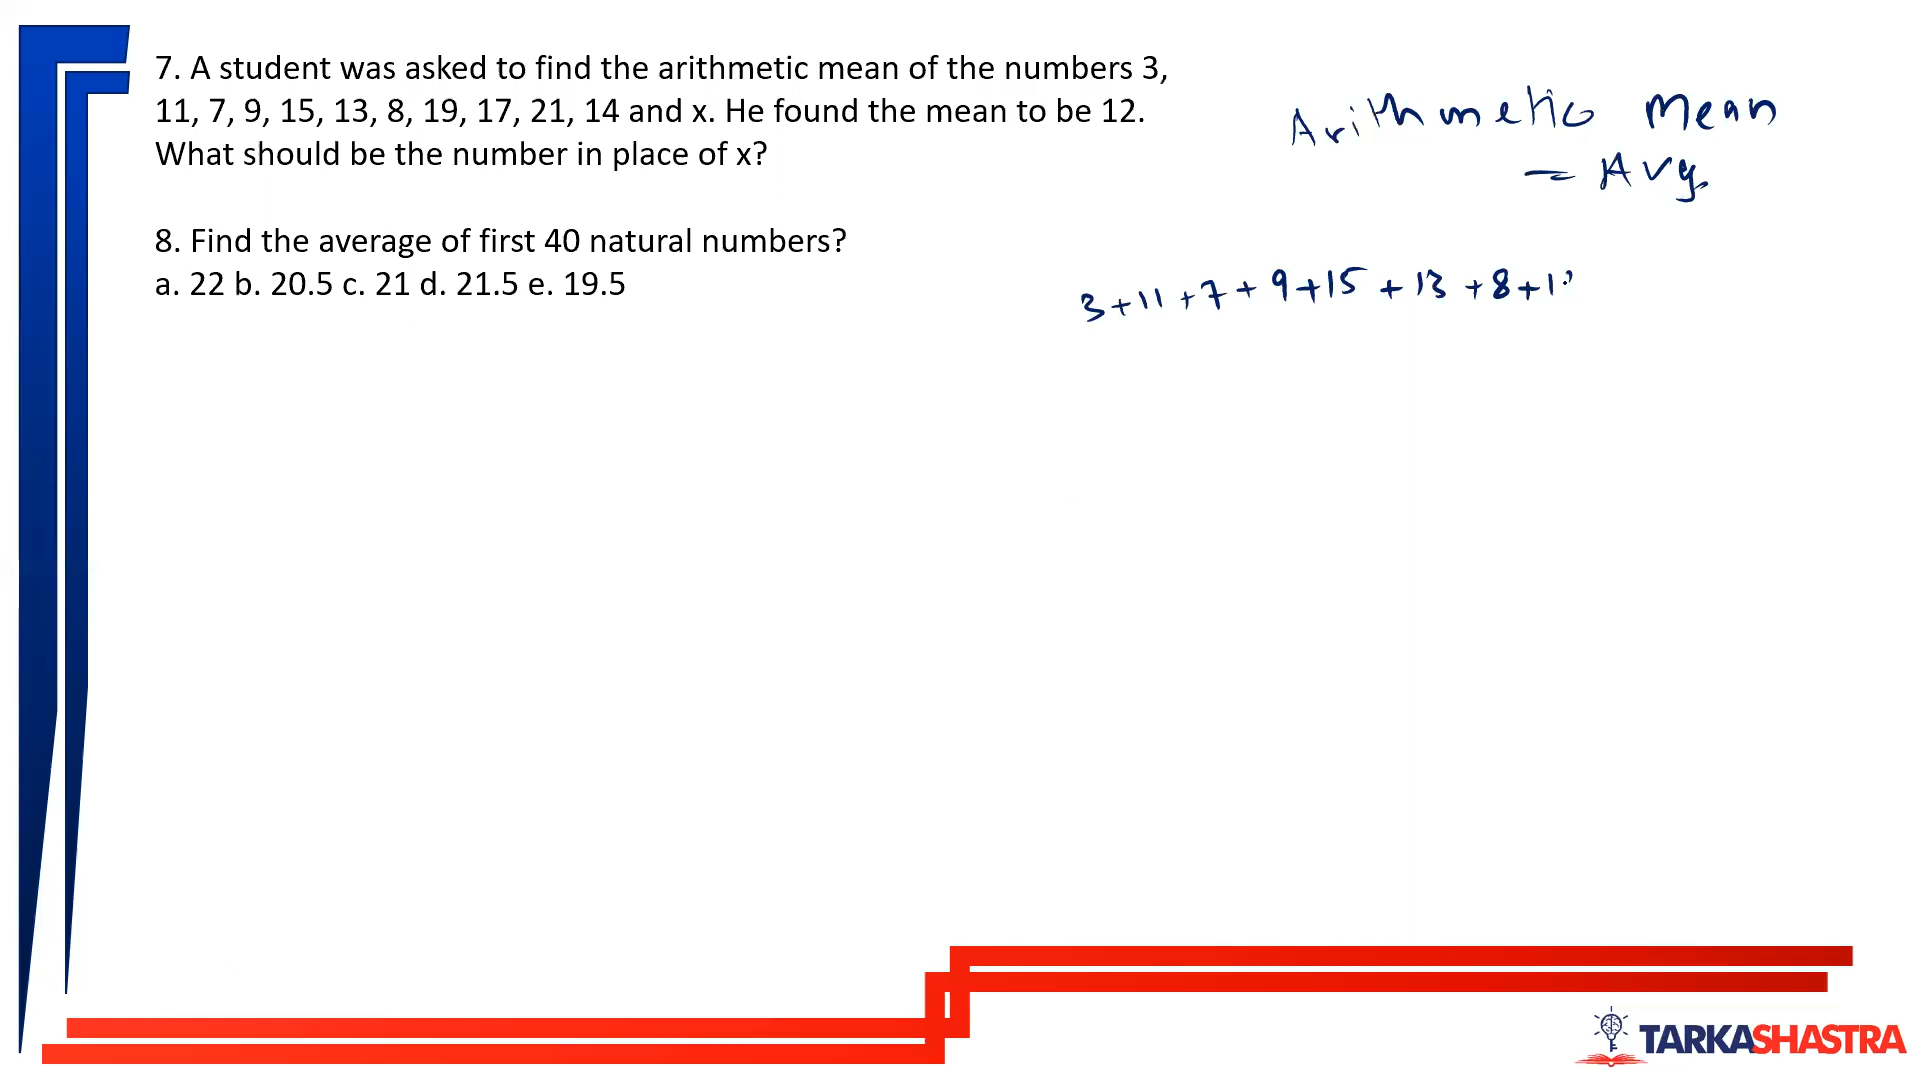 7. A student was asked to find the arithmetic mean of the numbers 3,
11, 7, 9, 15, 13, 8, 19, 17, 21, 14 and x. He found the mean to be 12.
What should be the number in place of x?
8. Find the average of first 40 natural numbers?
a. 22 b. 20.5 c. 21 d. 21.5 e. 19.5
Arithmetic Mean
= Avg.
3+11+7+9+15+13+8+1
TARKASHASTRA